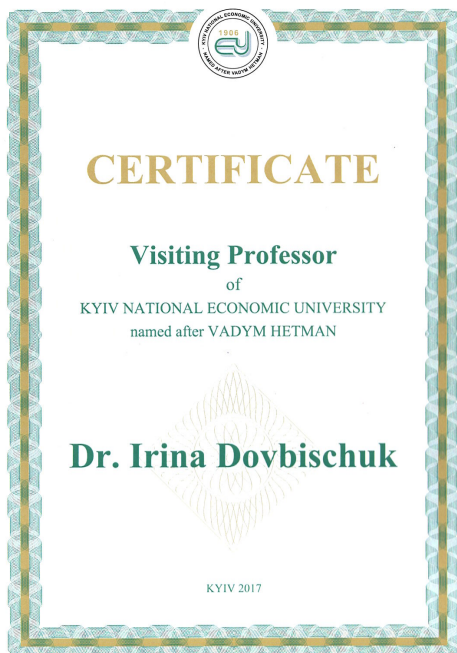 KYIV NATIONAL ECONOMIC UNIVERSITY
1906
NAMED AFTER VADYM HETMAN
CERTIFICATE
Visiting Professor
of
KYIV NATIONAL ECONOMIC UNIVERSITY
named after VADYM HETMAN
Dr. Irina Dovbischuk
KYIV 2017